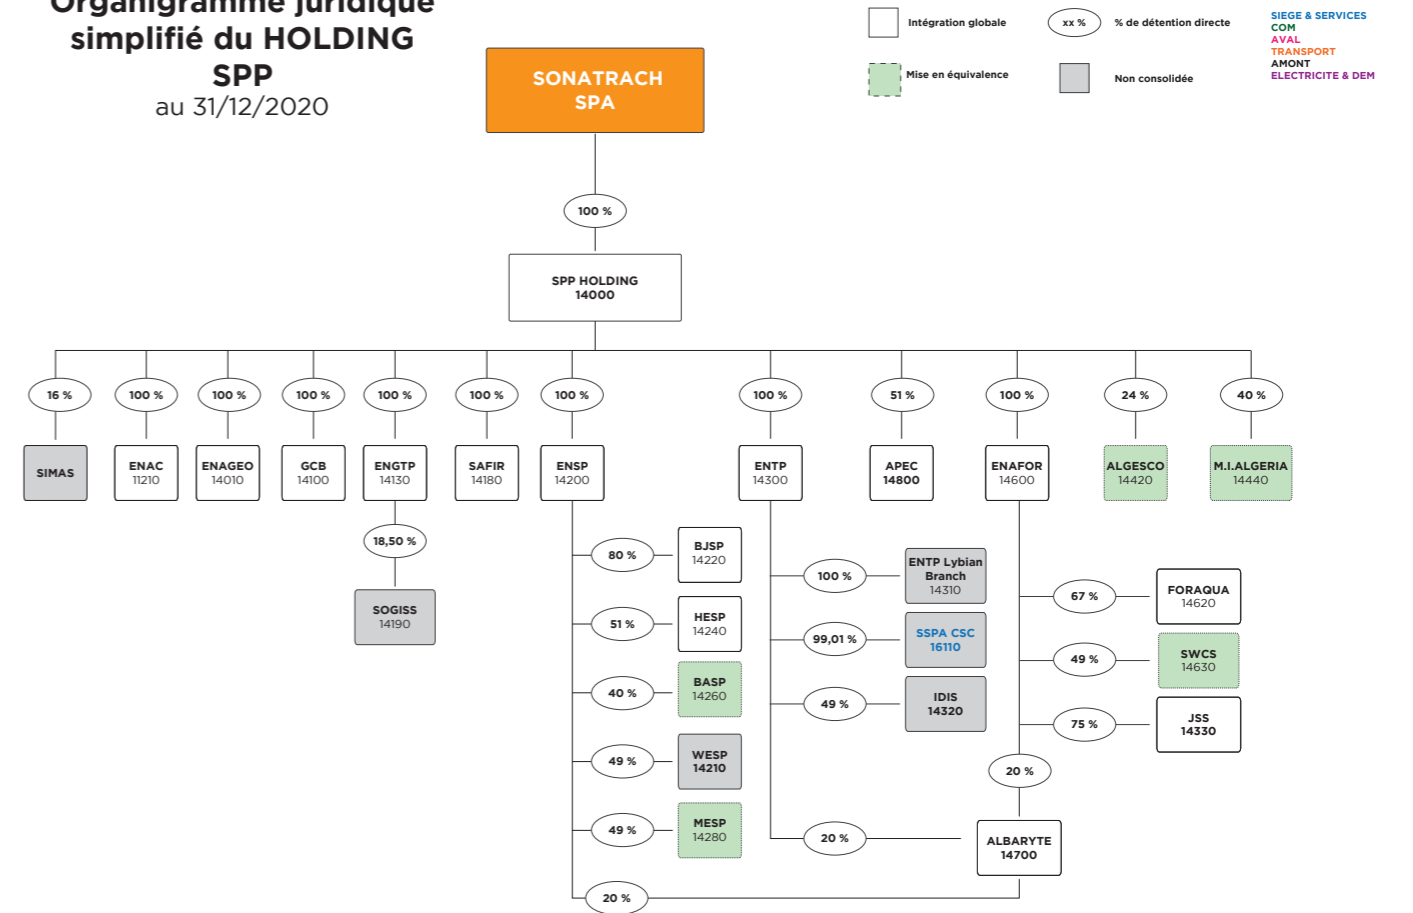 Organigramme juridique
simplifié du HOLDING
SPP
au 31/12/2020
Intégration globale
xx %
% de détention directe
Mise en équivalence
Non consolidée
SIEGE & SERVICES
COM
AVAL
TRANSPORT
AMONT
ELECTRICITE & DEM
SONATRACH
SPA
100 %
SPP HOLDING
14000
16 %
100 %
100 %
100 %
100 %
100 %
100 %
100 %
51 %
100 %
24 %
40 %
SIMAS
ENAC
11210
ENAGEO
14010
GCB
14100
ENGTP
14130
SAFIR
14180
ENSP
14200
ENTP
14300
APEC
14800
ENAFOR
14600
ALGESCO
14420
M.I.ALGERIA
14440
18,50 %
SOGISS
14190
80 %
BJSP
14220
51 %
HESP
14240
40 %
BASP
14260
49 %
WESP
14210
49 %
MESP
14280
20 %
100 %
ENTP Lybian
Branch
14310
99,01 %
SSPA CSC
16110
49 %
IDIS
14320
20 %
67 %
FORAQUA
14620
49 %
SWCS
14630
75 %
JSS
14330
20 %
ALBARYTE
14700